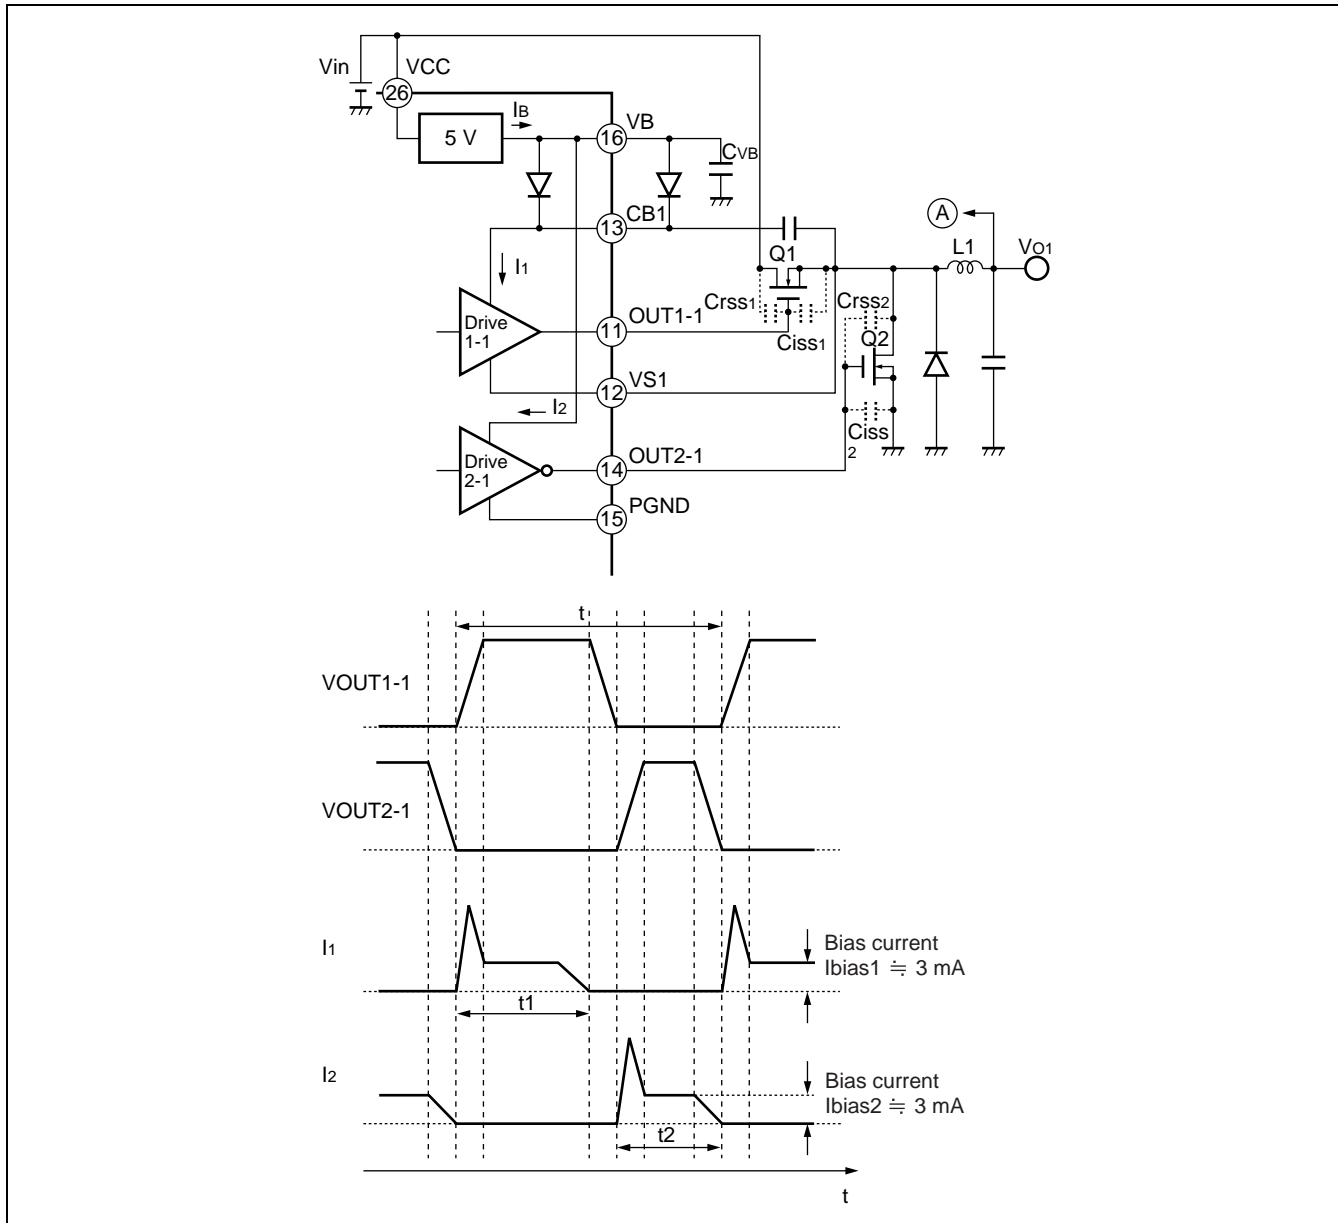 Vin
VCC
26
5 V
IB
VB
16
CVB
CB1
13
A
Q1
L1
VO1
I1
Drive
1-1
OUT1-1
11
Crss1
Ciss1
Crss2
Q2
VS1
12
I2
Ciss
2
Drive
2-1
OUT2-1
14
PGND
15
t
VOUT1-1
VOUT2-1
I1
Bias current
Ibias1 ≒ 3 mA
t1
I2
Bias current
Ibias2 ≒ 3 mA
t2
t